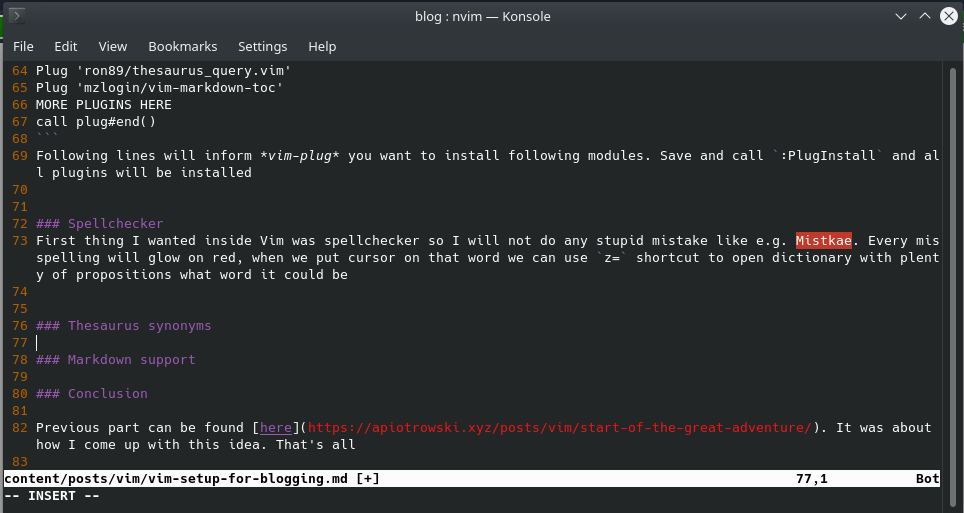 blog : nvim — Konsole
File Edit View Bookmarks Settings Help
64 Plug 'ron89/thesaurus_query.vim'
65 Plug 'mzlogin/vim-markdown-toc'
66 MORE PLUGINS HERE
67 call plug#end()
68 ```
69 Following lines will inform *vim-plug* you want to install following modules. Save and call `:PlugInstall` and al
l plugins will be installed
70
71
72 ### Spellchecker
73 First thing I wanted inside Vim was spellchecker so I will not do any stupid mistake like e.g. Mistkae. Every mis
spelling will glow on red, when we put cursor on that word we can use `z=` shortcut to open dictionary with plent
y of propositions what word it could be
74
75
76 ### Thesaurus synonyms
77
78 ### Markdown support
79
80 ### Conclusion
81
82 Previous part can be found [here](https://apiotrowski.xyz/posts/vim/start-of-the-great-adventure/). It was about
how I come up with this idea. That's all
83
content/posts/vim/vim-setup-for-blogging.md [+] 77,1 Bot
-- INSERT --